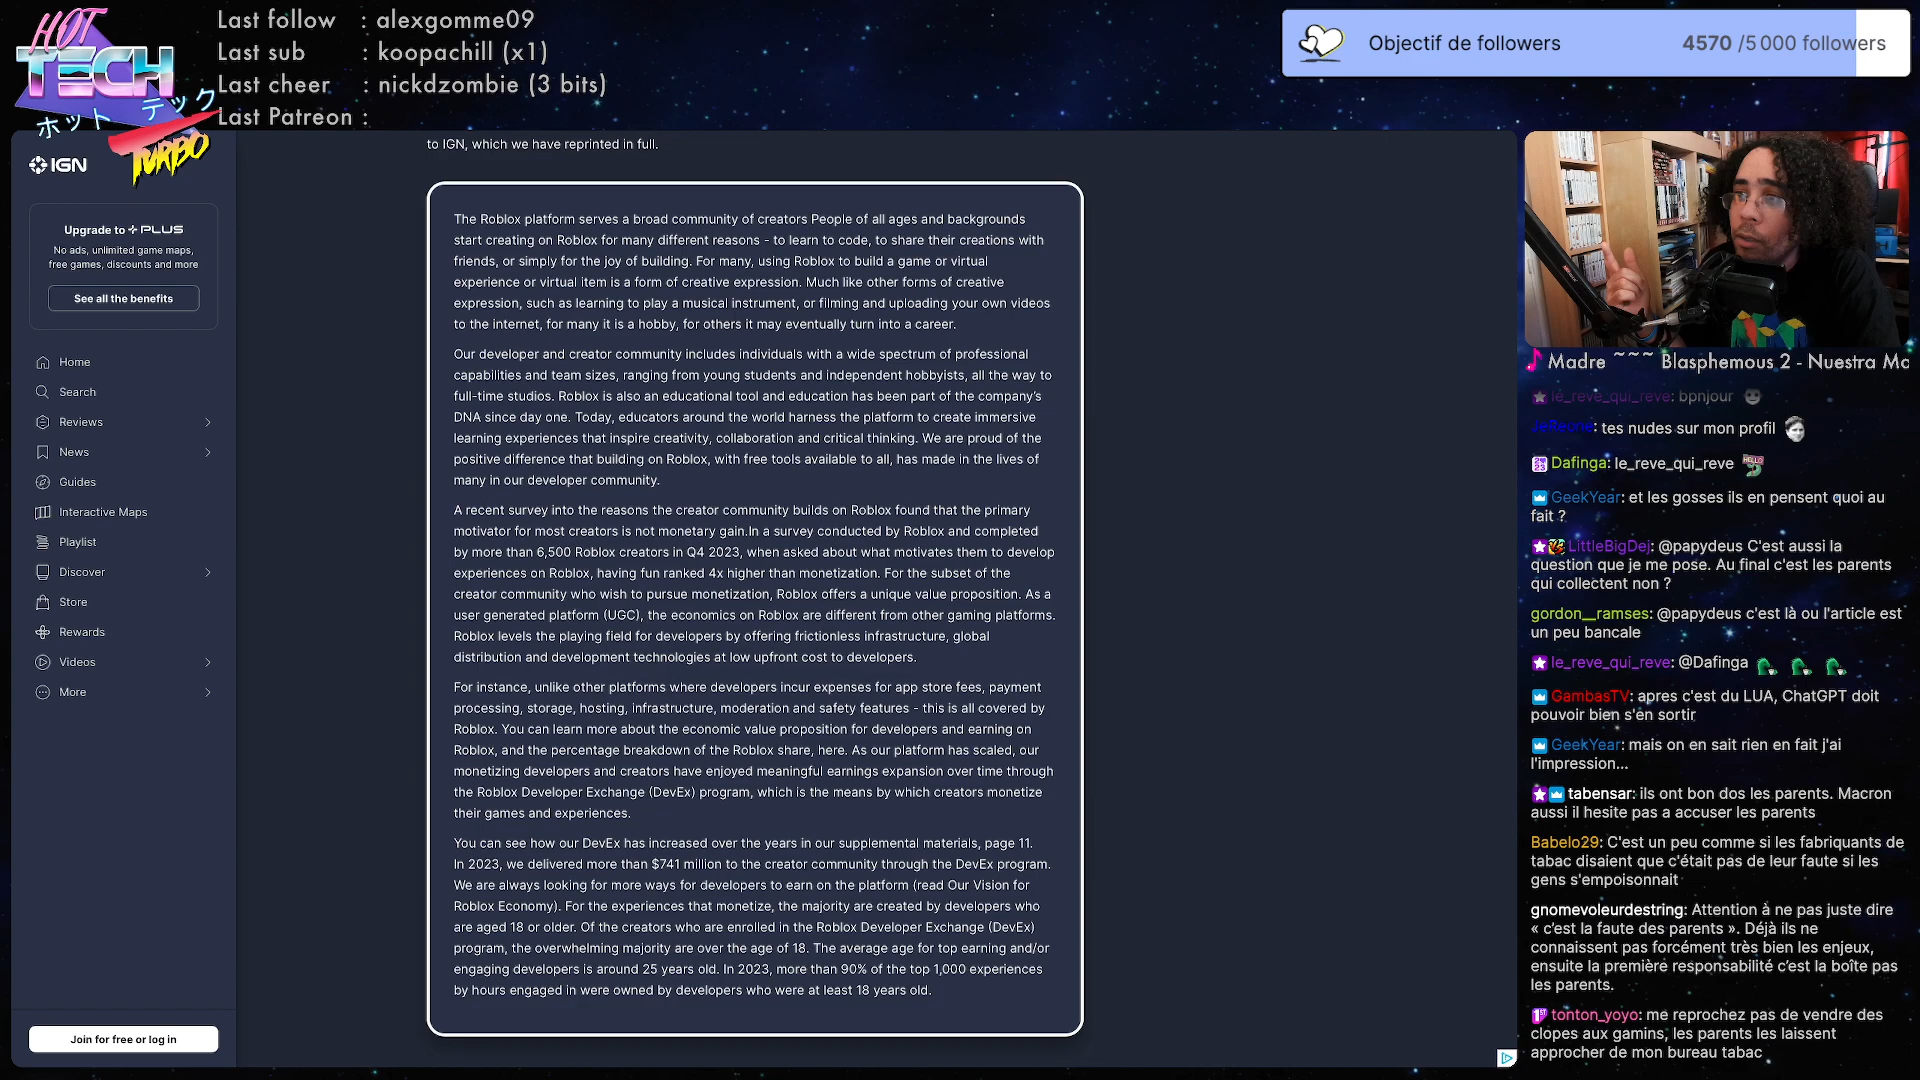 HOT
TECH
ホット テック
TURBO
Last follow : alexgomme09
Last sub : koopachill (x1)
Last cheer : nickdzombie (3 bits)
Last Patreon :
Objectif de followers 4570 /5 000 followers
IGN
Upgrade to PLUS
No ads, unlimited game maps,
free games, discounts and more
See all the benefits
Home
Search
Reviews
News
Guides
Interactive Maps
Playlist
Discover
Store
Rewards
Videos
More
Join for free or log in
to IGN, which we have reprinted in full.
The Roblox platform serves a broad community of creators People of all ages and backgrounds
start creating on Roblox for many different reasons - to learn to code, to share their creations with
friends, or simply for the joy of building. For many, using Roblox to build a game or virtual
experience or virtual item is a form of creative expression. Much like other forms of creative
expression, such as learning to play a musical instrument, or filming and uploading your own videos
to the internet, for many it is a hobby, for others it may eventually turn into a career.
Our developer and creator community includes individuals with a wide spectrum of professional
capabilities and team sizes, ranging from young students and independent hobbyists, all the way to
full-time studios. Roblox is also an educational tool and education has been part of the company's
DNA since day one. Today, educators around the world harness the platform to create immersive
learning experiences that inspire creativity, collaboration and critical thinking. We are proud of the
positive difference that building on Roblox, with free tools available to all, has made in the lives of
many in our developer community.
A recent survey into the reasons the creator community builds on Roblox found that the primary
motivator for most creators is not monetary gain.In a survey conducted by Roblox and completed
by more than 6,500 Roblox creators in Q4 2023, when asked about what motivates them to develop
experiences on Roblox, having fun ranked 4x higher than monetization. For the subset of the
creator community who wish to pursue monetization, Roblox offers a unique value proposition. As a
user generated platform (UGC), the economics on Roblox are different from other gaming platforms.
Roblox levels the playing field for developers by offering frictionless infrastructure, global
distribution and development technologies at low upfront cost to developers.
For instance, unlike other platforms where developers incur expenses for app store fees, payment
processing, storage, hosting, infrastructure, moderation and safety features - this is all covered by
Roblox. You can learn more about the economic value proposition for developers and earning on
Roblox, and the percentage breakdown of the Roblox share, here. As our platform has scaled, our
monetizing developers and creators have enjoyed meaningful earnings expansion over time through
the Roblox Developer Exchange (DevEx) program, which is the means by which creators monetize
their games and experiences.
You can see how our DevEx has increased over the years in our supplemental materials, page 11.
In 2023, we delivered more than $741 million to the creator community through the DevEx program.
We are always looking for more ways for developers to earn on the platform (read Our Vision for
Roblox Economy). For the experiences that monetize, the majority are created by developers who
are aged 18 or older. Of the creators who are enrolled in the Roblox Developer Exchange (DevEx)
program, the overwhelming majority are over the age of 18. The average age for top earning and/or
engaging developers is around 25 years old. In 2023, more than 90% of the top 1,000 experiences
by hours engaged in were owned by developers who were at least 18 years old.
Madre ~~~ Blasphemous 2 - Nuestra Ma
le_reve_qui_reve: bpnjour
JeReone: tes nudes sur mon profil
Dafinga: le_reve_qui_reve
GeekYear: et les gosses ils en pensent quoi au
fait ?
LittleBigDej: @papydeus C'est aussi la
question que je me pose. Au final c'est les parents
qui collectent non ?
gordon__ramses: @papydeus c'est là ou l'article est
un peu bancale
le_reve_qui_reve: @Dafinga
GambasTV: apres c'est du LUA, ChatGPT doit
pouvoir bien s'en sortir
GeekYear: mais on en sait rien en fait j'ai
l'impression...
tabensar: ils ont bon dos les parents. Macron
aussi il hesite pas a accuser les parents
Babelo29: C'est un peu comme si les fabriquants de
tabac disaient que c'était pas de leur faute si les
gens s'empoisonnait
gnomevoleurdestring: Attention à ne pas juste dire
« c'est la faute des parents ». Déjà ils ne
connaissent pas forcément très bien les enjeux,
ensuite la première responsabilité c'est la boîte pas
les parents.
tonton_yoyo: me reprochez pas de vendre des
clopes aux gamins, les parents les laissent
approcher de mon bureau tabac